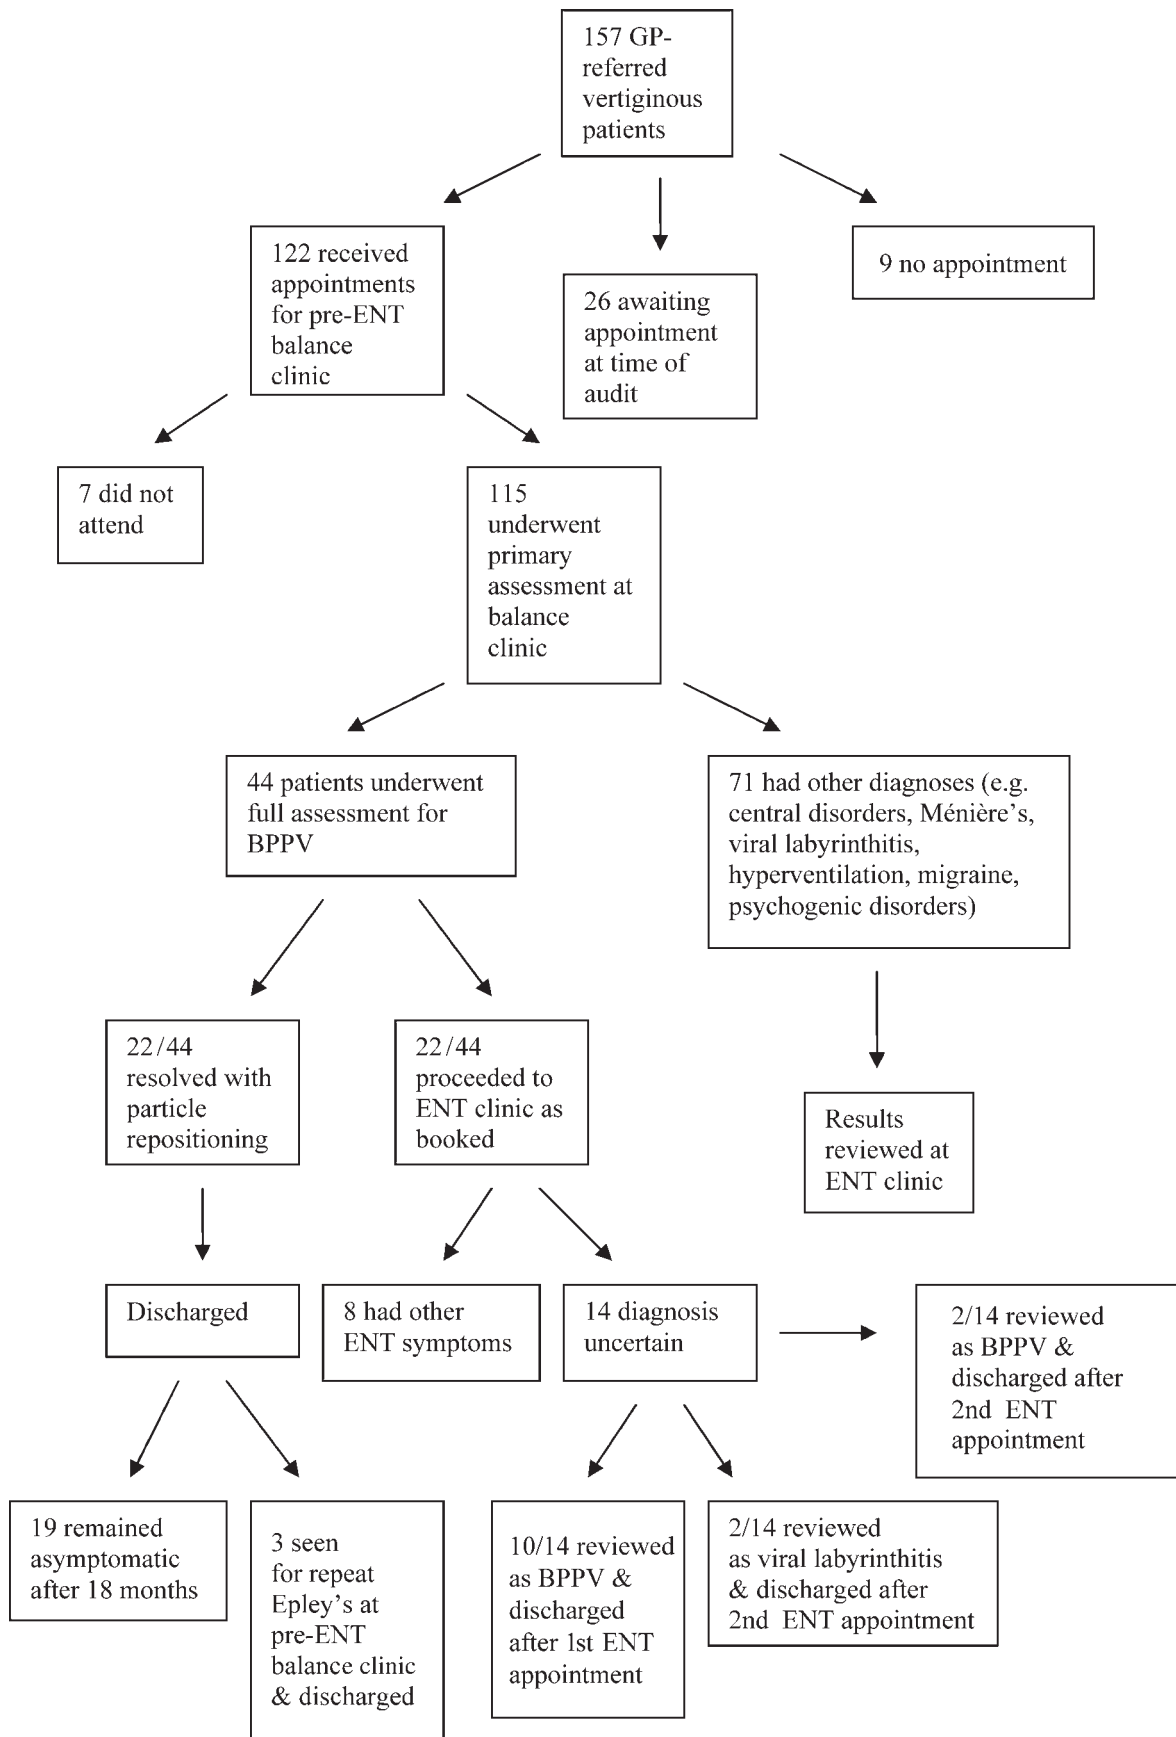 157 GP-
referred
vertiginous
patients
122 received
appointments
for pre-ENT
balance
clinic
26 awaiting
appointment
at time of
audit
9 no appointment
7 did not
attend
115
underwent
primary
assessment at
balance
clinic
44 patients underwent
full assessment for
BPPV
71 had other diagnoses (e.g.
central disorders, Ménière’s,
viral labyrinthitis,
hyperventilation, migraine,
psychogenic disorders)
22/44
resolved with
particle
repositioning
22/44
proceeded to
ENT clinic as
booked
Results
reviewed at
ENT clinic
Discharged
8 had other
ENT symptoms
14 diagnosis
uncertain
2/14 reviewed
as BPPV &
discharged after
2nd ENT
appointment
19 remained
asymptomatic
after 18 months
3 seen
for repeat
Epley’s at
pre-ENT
balance clinic
& discharged
10/14 reviewed
as BPPV &
discharged
after 1st ENT
appointment
2/14 reviewed
as viral labyrinthitis
& discharged after
2nd ENT appointment